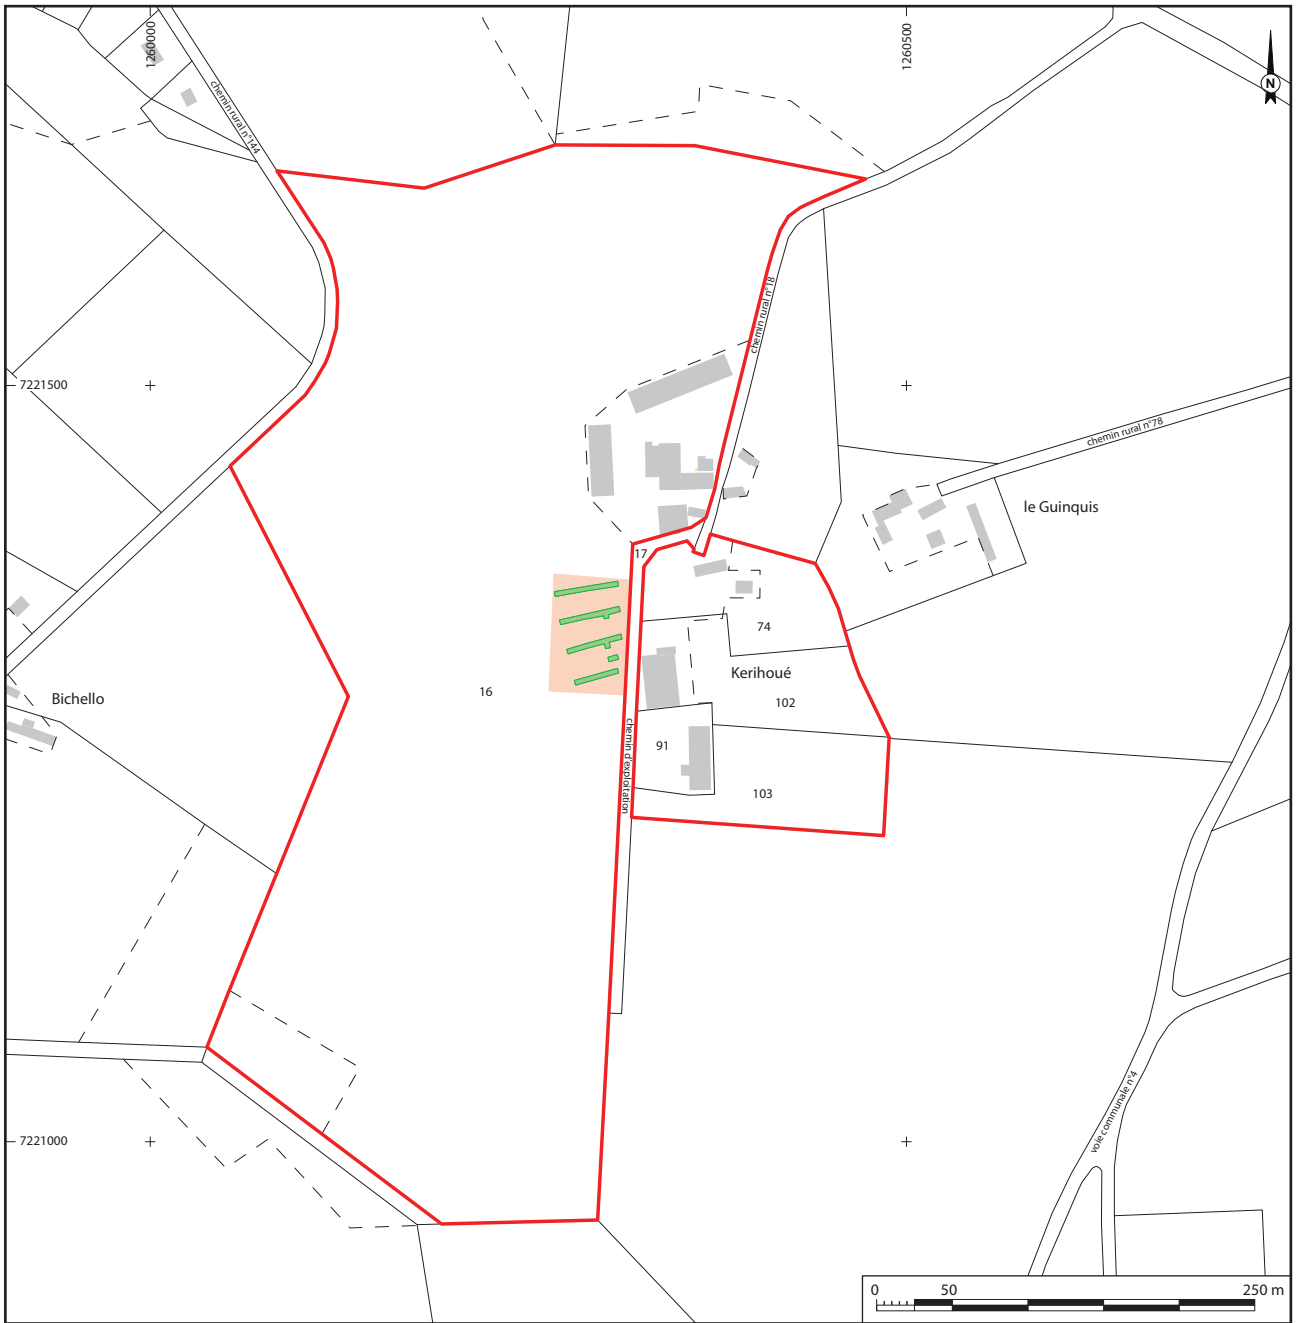 1260000
1260500
N
chemin rural n°144
chemin rural n°18
7221500
chemin rural n°78
le Guinquis
17
74
Kerihoué
16
102
Bichello
chemin d'exploitation
91
103
voie communale n°4
7221000
0
50
250 m